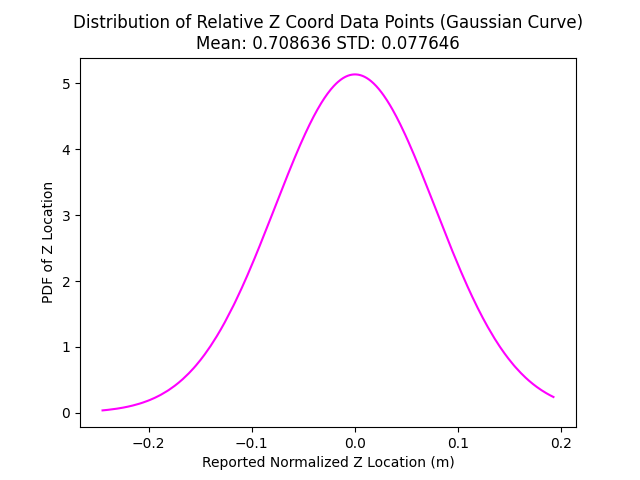 Distribution of Relative Z Coord Data Points (Gaussian Curve)
Mean: 0.708636 STD: 0.077646
5
4
3
2
1
0
PDF of Z Location
−0.2
−0.1
0.0
0.1
0.2
Reported Normalized Z Location (m)